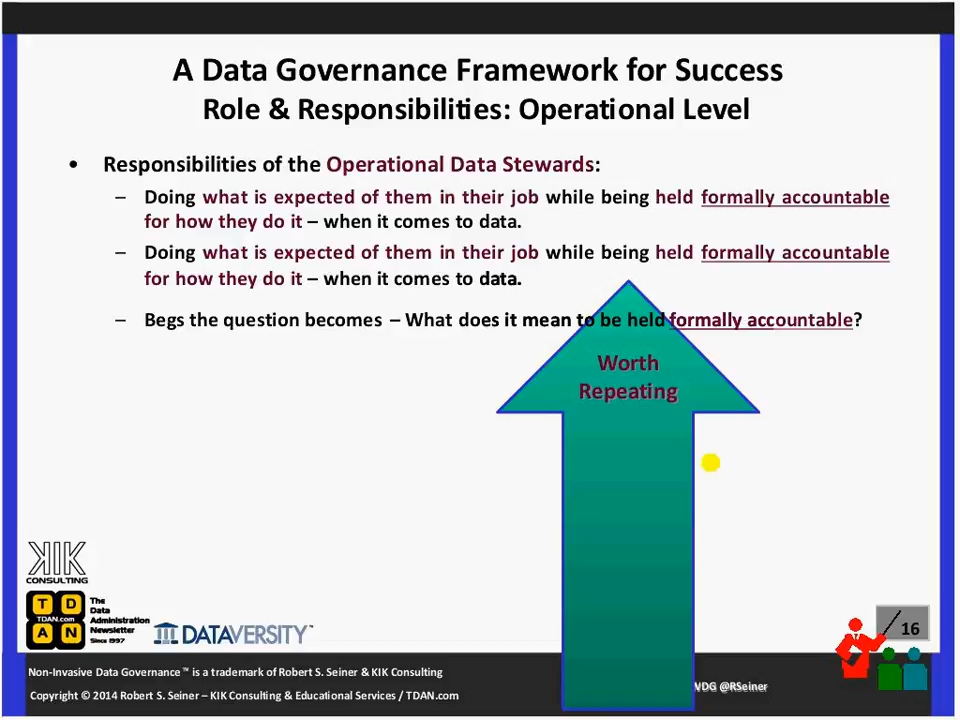 A Data Governance Framework for Success
Role & Responsibilities: Operational Level
• Responsibilities of the Operational Data Stewards:
– Doing what is expected of them in their job while being held formally accountable
for how they do it – when it comes to data.
– Doing what is expected of them in their job while being held formally accountable
for how they do it – when it comes to data.
– Begs the question becomes – What does it mean to be held formally accountable?
Worth
Repeating
KIK
CONSULTING
T D
TDAN.com
A N
The
Data
Administration
Newsletter
Since 1997
DATAVERSITY™
16
Non-Invasive Data Governance™ is a trademark of Robert S. Seiner & KIK Consulting
Copyright © 2014 Robert S. Seiner – KIK Consulting & Educational Services / TDAN.com
@RSeiner